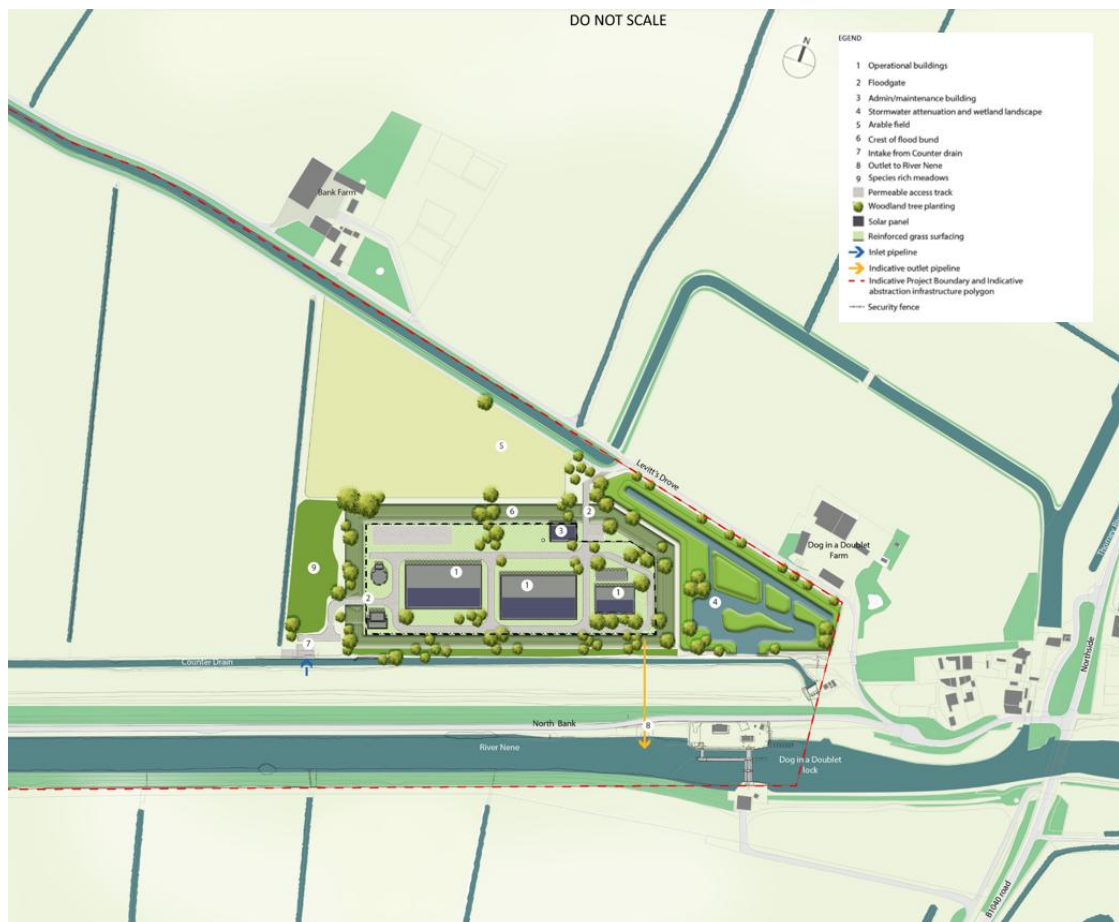 DO NOT SCALE
N
EGEND
1 Operational buildings
2 Floodgate
3 Admin/maintenance building
4 Stormwater attenuation and wetland landscape
5 Arable field
6 Crest of flood bund
7 Intake from Counter drain
8 Outlet to River Nene
9 Species rich meadows
Permeable access track
Woodland tree planting
Solar panel
Reinforced grass surfacing
Inlet pipeline
Indicative outlet pipeline
Indicative Project Boundary and Indicative
abstraction infrastructure polygon
Security fence
Bank Farm
5
Levitt's Drove
6
2
3
Dog in a Doublet
Farm
9
1
1
1
4
2
7
Counter Drain
Northside
North Bank
8
River Nene
Dog in a Doublet
lock
B1040 road